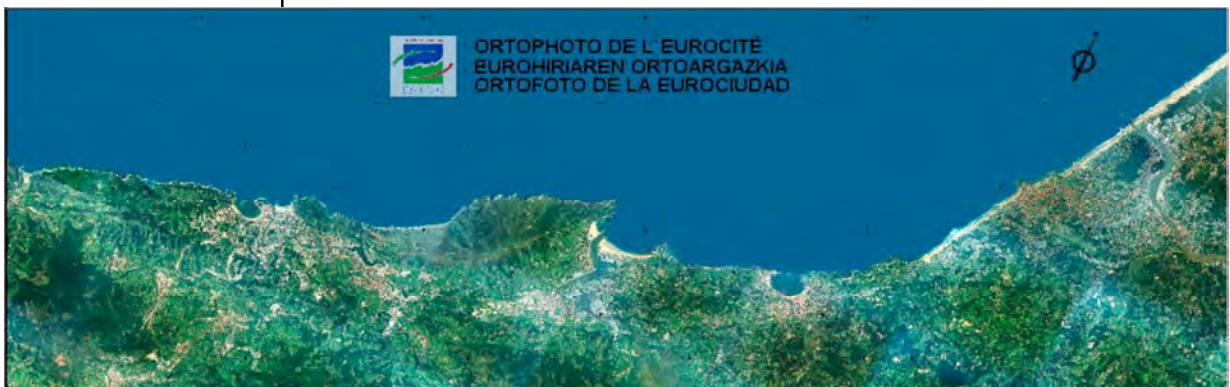 ORTOPHOTO DE L'EUROCITÉ
EUROHIRIAREN ORTOARGAZKIA
ORTOFOTO DE LA EUROCIUDAD